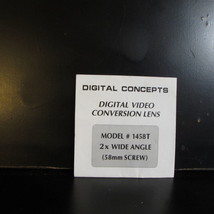 DIGITAL CONCEPTS
DIGITAL VIDEO
CONVERSION LENS
MODEL # 1458T
2x WIDE ANGLE
(58mm SCREW)